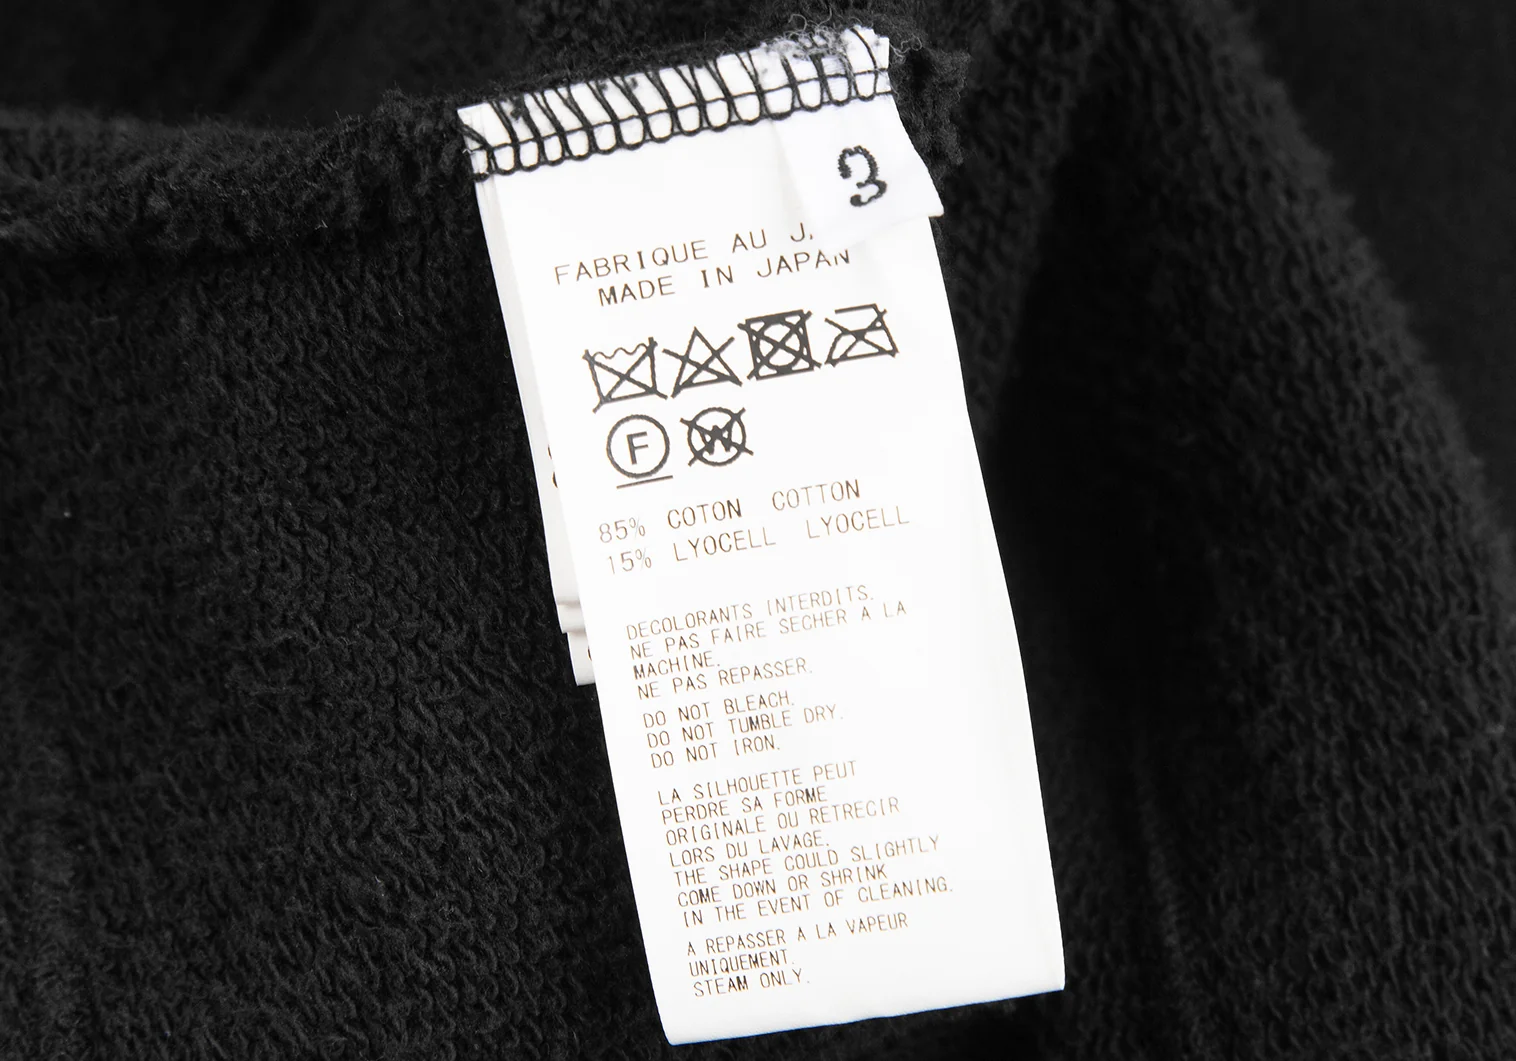 3
FABRIQUE AU J
MADE IN JAPAN
F W
85% COTON COTTON
15% LYOCELL LYOCELL
DECOLORANTS INTERDITS.
NE PAS FAIRE SECHER A LA
MACHINE.
NE PAS REPASSER.
DO NOT BLEACH.
DO NOT TUMBLE DRY.
DO NOT IRON.
LA SILHOUETTE PEUT
PERDRE SA FORME
ORIGINALE OU RETRECIR
LORS DU LAVAGE.
THE SHAPE COULD SLIGHTLY
COME DOWN OR SHRINK
IN THE EVENT OF CLEANING.
A REPASSER A LA VAPEUR
UNIQUEMENT.
STEAM ONLY.